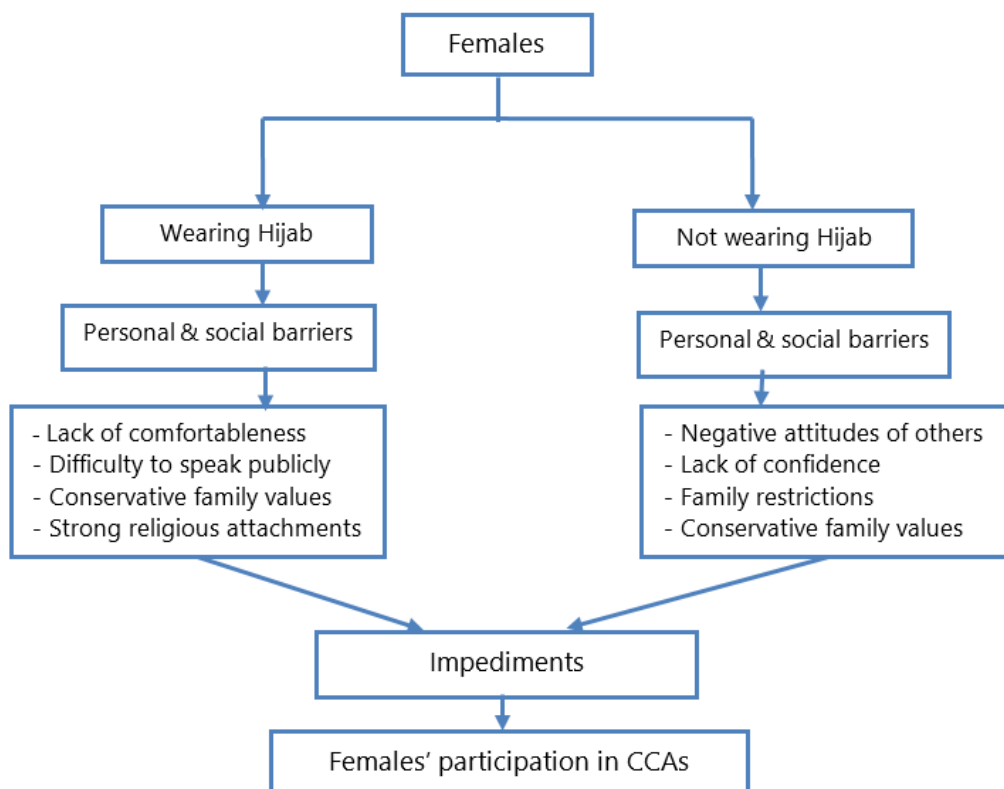 Females
Wearing Hijab
Not wearing Hijab
Personal & social barriers
Personal & social barriers
- Lack of comfortableness
- Difficulty to speak publicly
- Conservative family values
- Strong religious attachments
- Negative attitudes of others
- Lack of confidence
- Family restrictions
- Conservative family values
Impediments
Females’ participation in CCAs